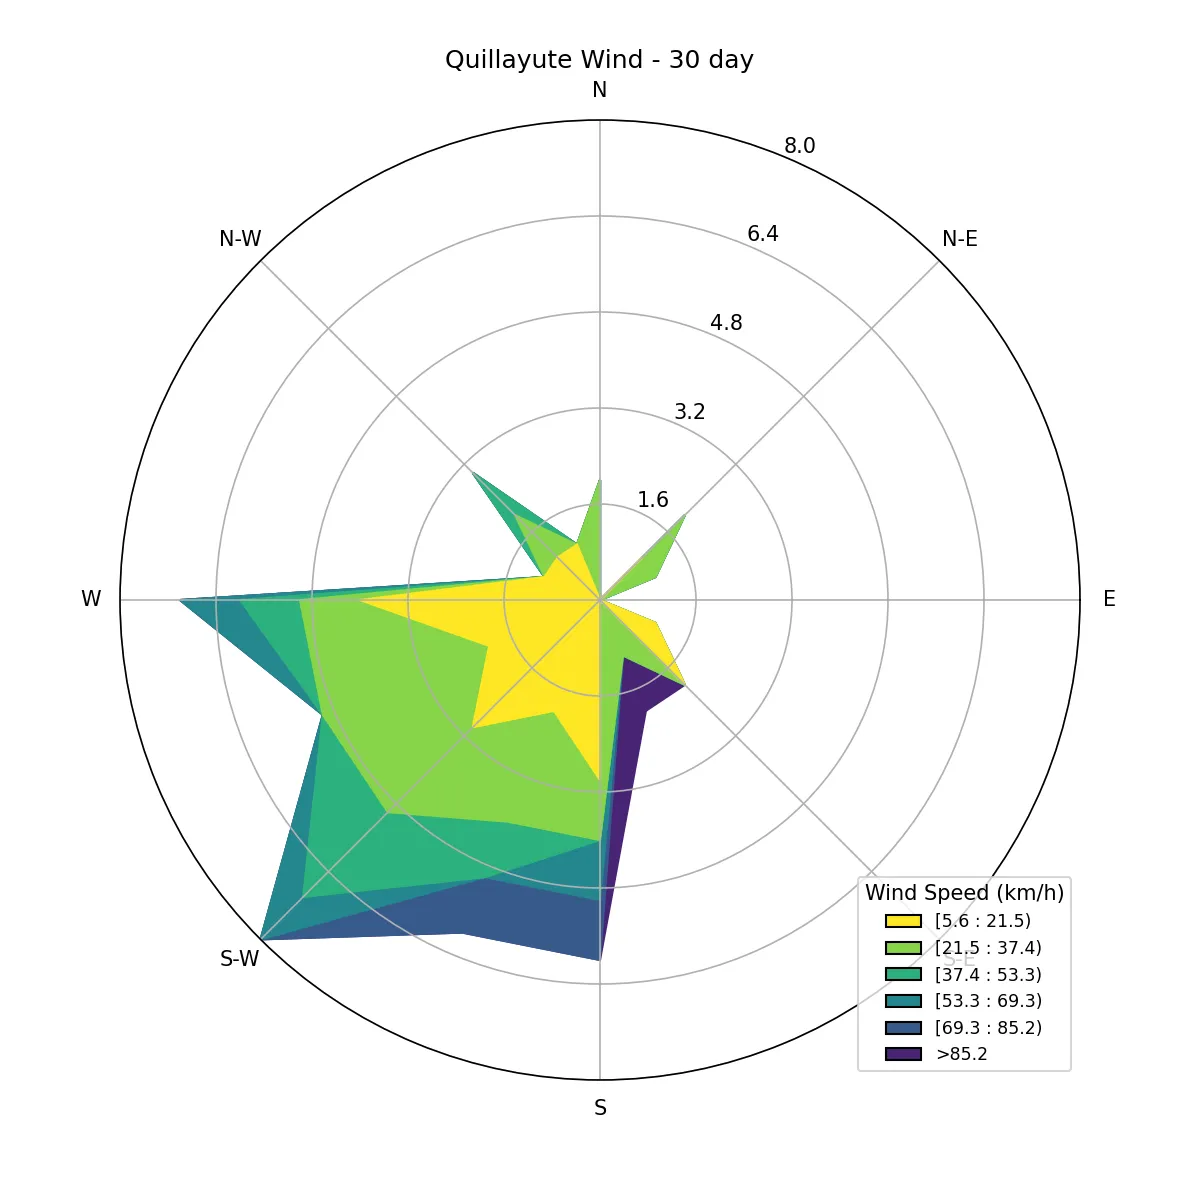 Quillayute Wind - 30 day
N
8.0
N-W
6.4
N-E
4.8
3.2
1.6
W
E
Wind Speed (km/h)
[5.6 : 21.5)
[21.5 : 37.4)
S-W
S-E
[37.4 : 53.3)
[53.3 : 69.3)
[69.3 : 85.2)
>85.2
S